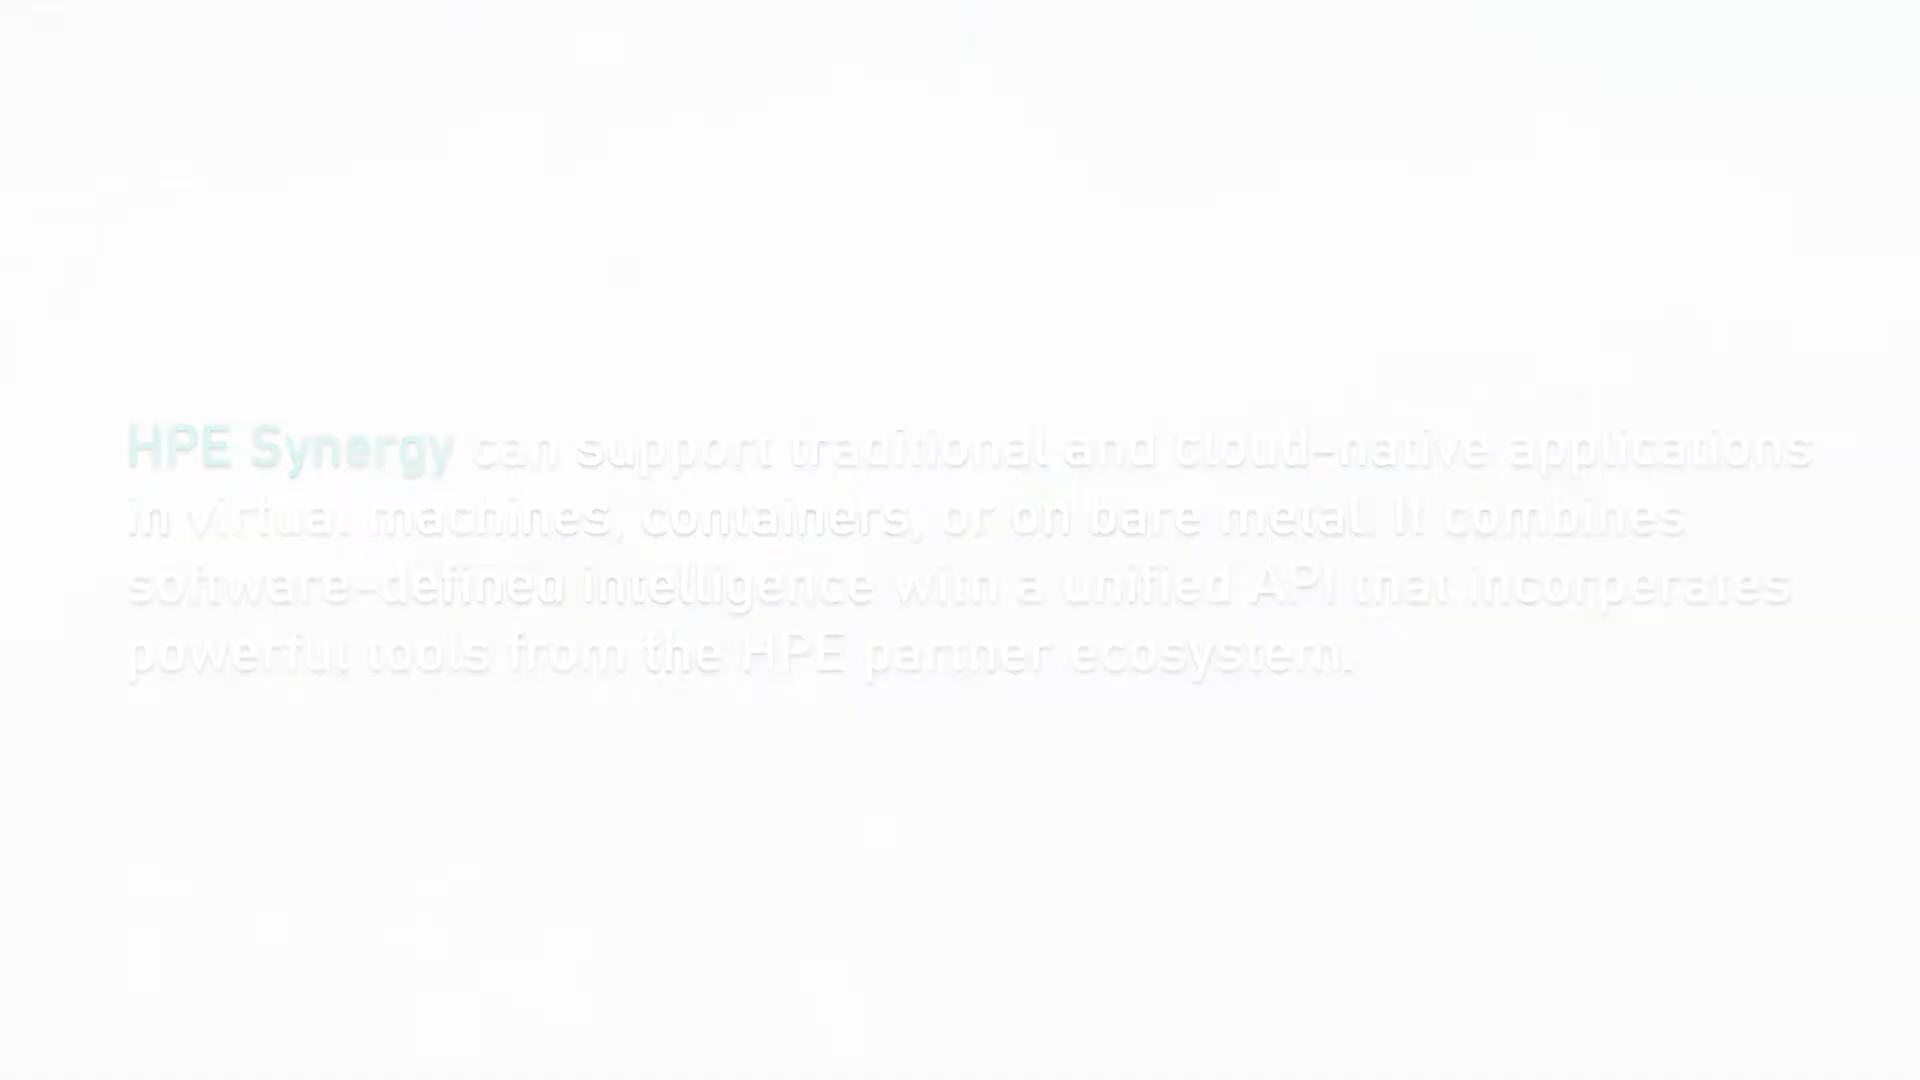 HPE Synergy can support traditional and cloud-native applications
in virtual machines, containers, or on bare metal. It combines
software-defined intelligence with a unified API that incorperates
powerful tools from the HPE partner ecosystem.